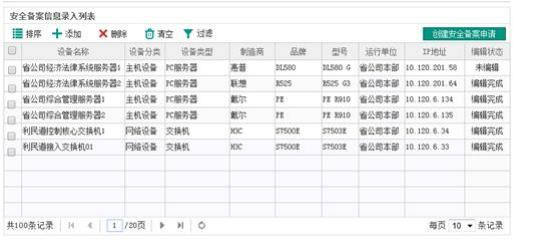 安全备案信息录入列表
排序 添加 删除 清空 过滤 创建安全备案申请
设备名称 设备分类 设备类型 制造商 品牌 型号 运行单位 IP地址 编辑状态
省公司经济法律系统服务器1 主机设备 PC服务器 惠普 DL580 DL580 G 省公司本部 10.120.201.58 未编辑
省公司经济法律系统服务器2 主机设备 PC服务器 联想 R525 R525 G3 省公司本部 10.120.201.64 编辑完成
省公司综合管理服务器1 主机设备 PC服务器 戴尔 PE PE R910 省公司本部 10.120.6.134 编辑完成
省公司综合管理服务器2 主机设备 PC服务器 戴尔 PE PE R910 省公司本部 10.120.6.135 编辑完成
利民道控制核心交换机1 网络设备 交换机 H3C S7500E S7503E 省公司本部 10.120.6.34 编辑完成
利民道接入交换机01 网络设备 交换机 H3C S7500E S7503E 省公司本部 10.120.6.33 编辑完成
共100条记录 1 /20页 每页 10 条记录